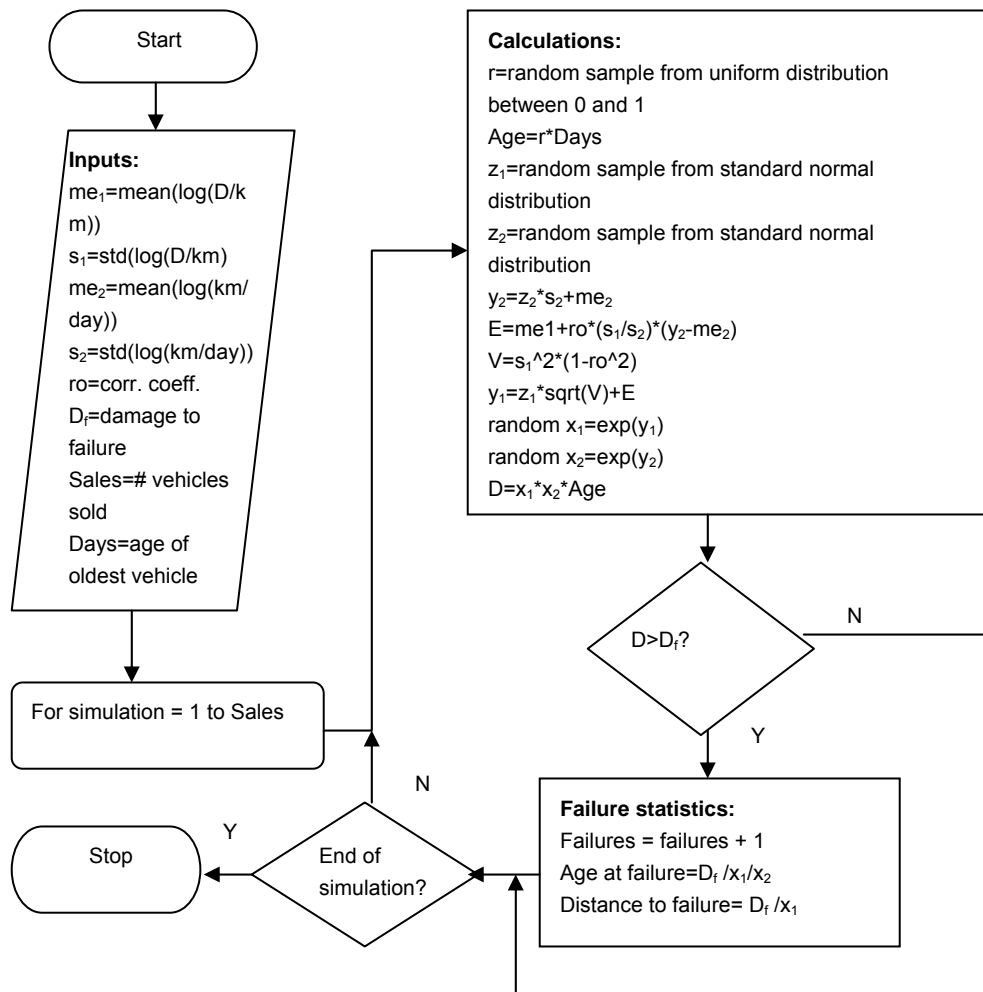 Start
Inputs:
me₁=mean(log(D/k
m))
s₁=std(log(D/km)
me₂=mean(log(km/
day))
s₂=std(log(km/day))
ro=corr. coeff.
D_f=damage to
failure
Sales=# vehicles
sold
Days=age of
oldest vehicle
For simulation = 1 to Sales
Calculations:
r=random sample from uniform distribution
between 0 and 1
Age=r*Days
z₁=random sample from standard normal
distribution
z₂=random sample from standard normal
distribution
y₂=z₂*s₂+me₂
E=me1+ro*(s₁/s₂)*(y₂-me₂)
V=s₁^2*(1-ro^2)
y₁=z₁*sqrt(V)+E
random x₁=exp(y₁)
random x₂=exp(y₂)
D=x₁*x₂*Age
D>D_f?
N
Y
Failure statistics:
Failures = failures + 1
Age at failure=D_f /x₁/x₂
Distance to failure= D_f /x₁
End of
simulation?
N
Y
Stop